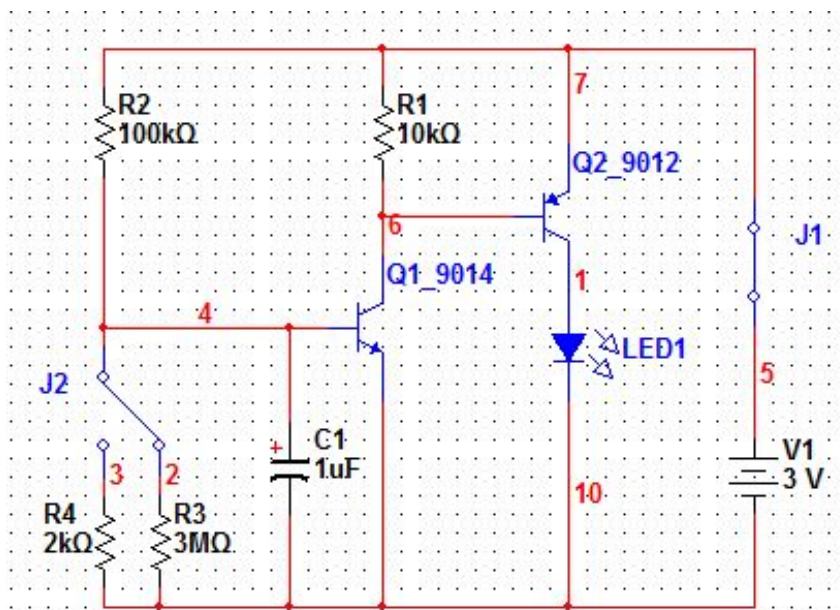 R2
100kΩ
R1
10kΩ
7
Q2_9012
6
J1
Q1_9014
1
4
LED1
J2
5
+
C1
1uF
V1
3 V
3
2
10
R4
2kΩ
R3
3MΩ